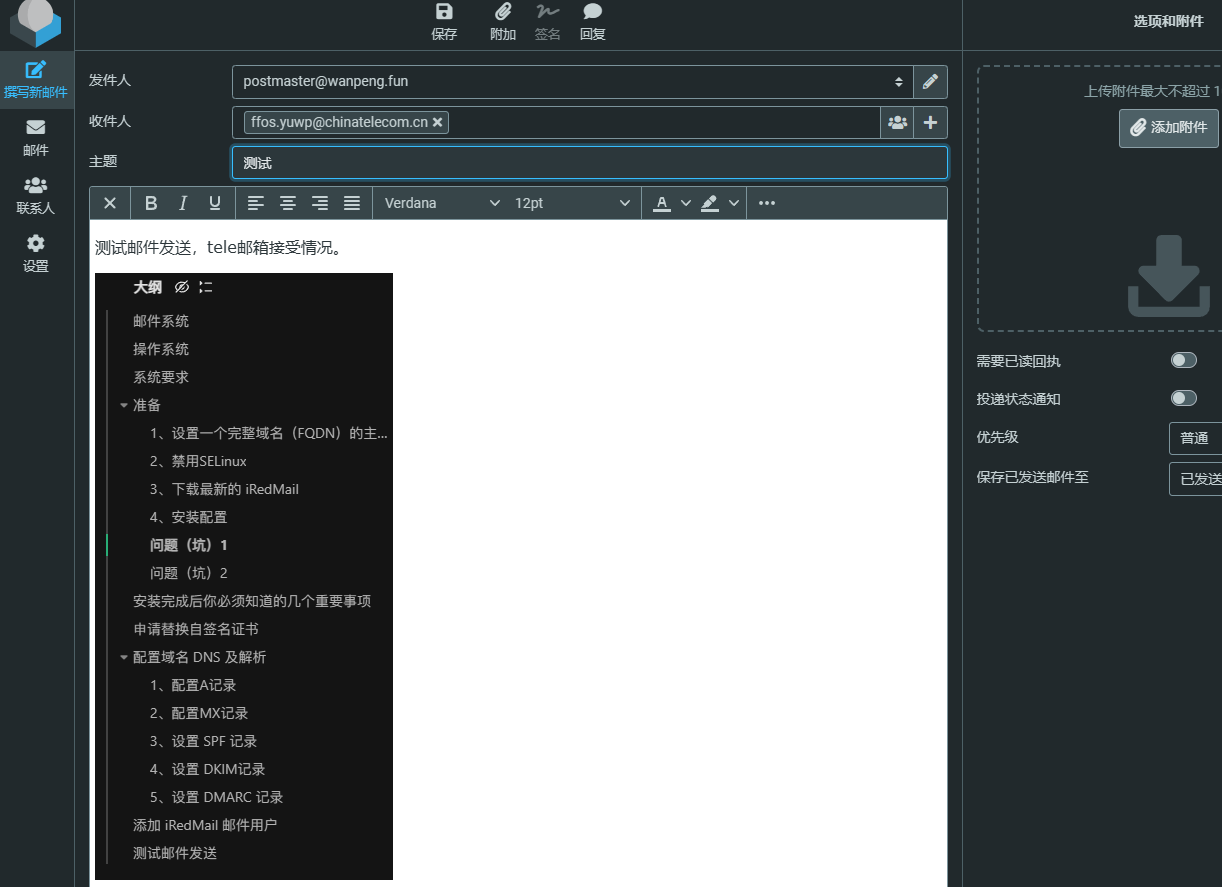 保存 附加 签名 回复
选项和附件
撰写新邮件
邮件
联系人
设置
发件人 postmaster@wanpeng.fun
收件人 ffos.yuwp@chinatelecom.cn
主题 测试
B I U Verdana 12pt A
测试邮件发送，tele邮箱接受情况。
大纲
邮件系统
操作系统
系统要求
准备
1、设置一个完整域名（FQDN）的主...
2、禁用SELinux
3、下载最新的 iRedMail
4、安装配置
问题（坑）1
问题（坑）2
安装完成后你必须知道的几个重要事项
申请替换自签名证书
配置域名 DNS 及解析
1、配置A记录
2、配置MX记录
3、设置 SPF 记录
4、设置 DKIM记录
5、设置 DMARC 记录
添加 iRedMail 邮件用户
测试邮件发送
上传附件最大不超过 1
添加附件
需要已读回执
投递状态通知
优先级 普通
保存已发送邮件至 已发送